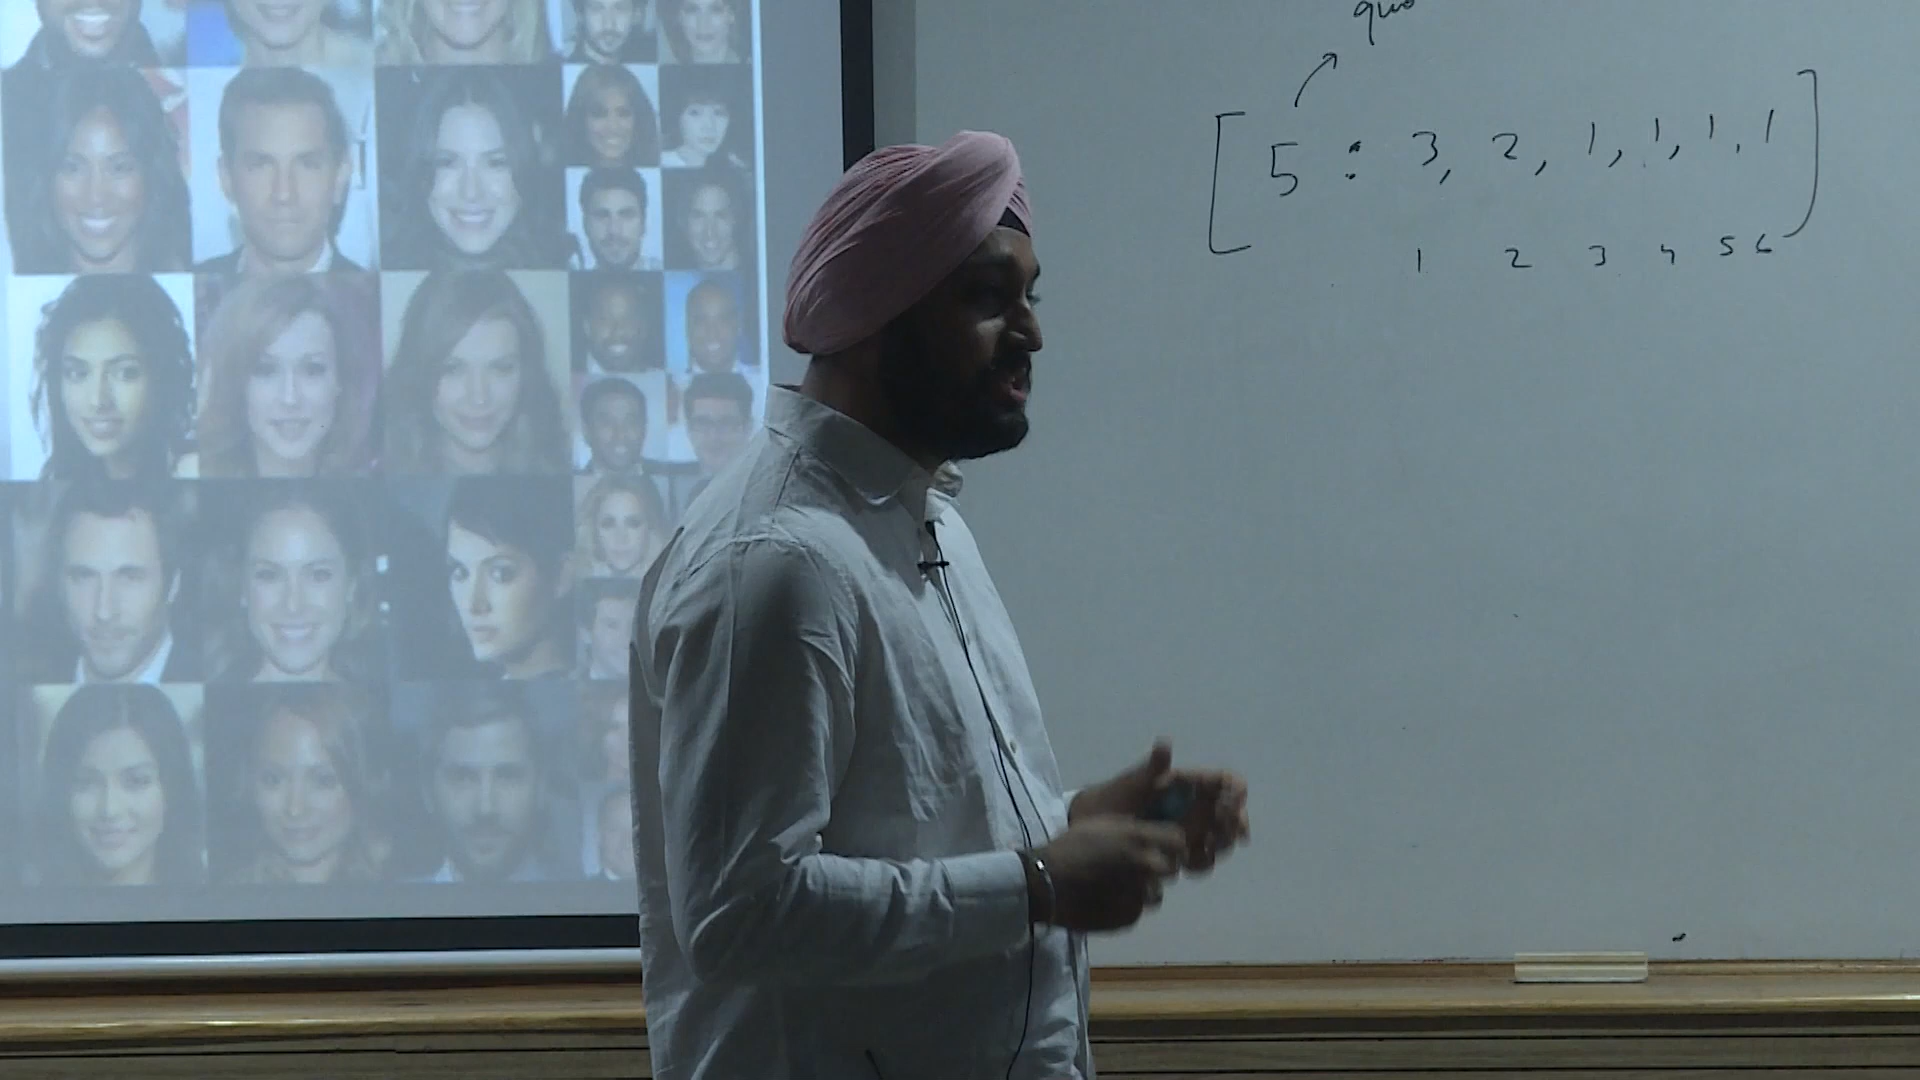 [ 5 : 3, 2, 1, 1, 1, 1 ]
1 2 3 4 5 6